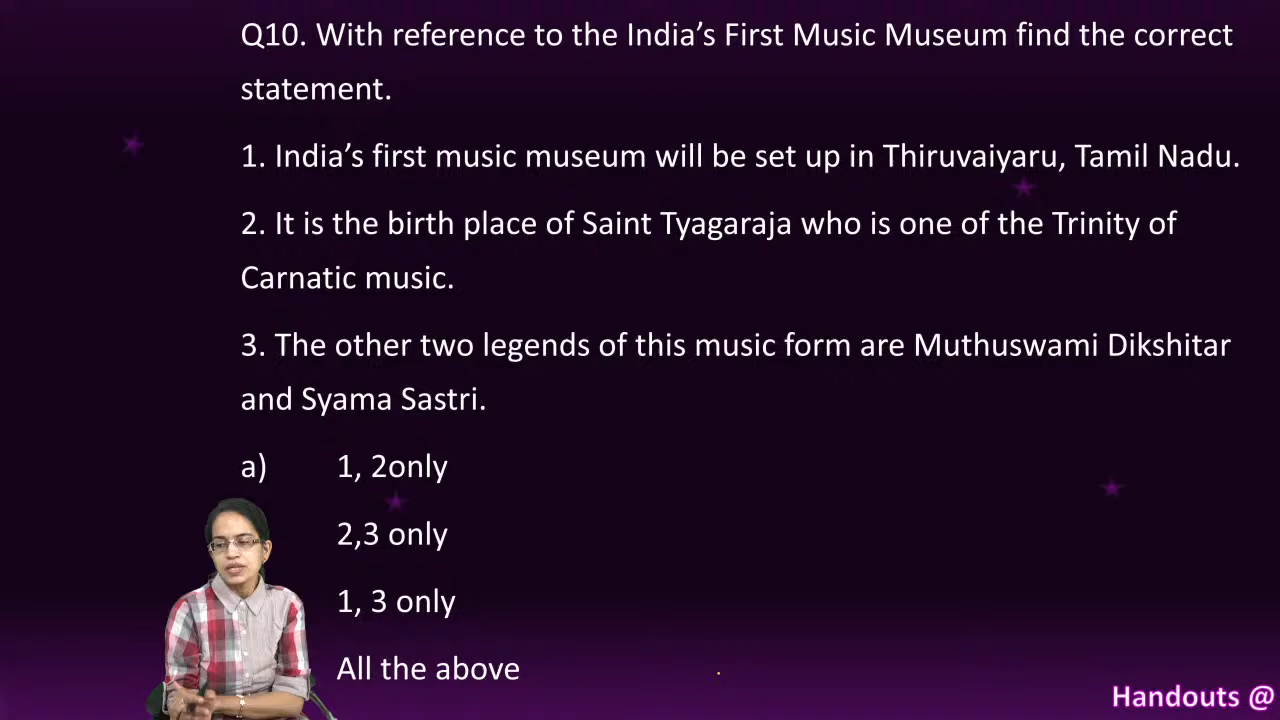 Q10. With reference to the India’s First Music Museum find the correct
statement.
1. India’s first music museum will be set up in Thiruvaiyaru, Tamil Nadu.
2. It is the birth place of Saint Tyagaraja who is one of the Trinity of
Carnatic music.
3. The other two legends of this music form are Muthuswami Dikshitar
and Syama Sastri.
a) 1, 2only
2,3 only
1, 3 only
All the above
Handouts @